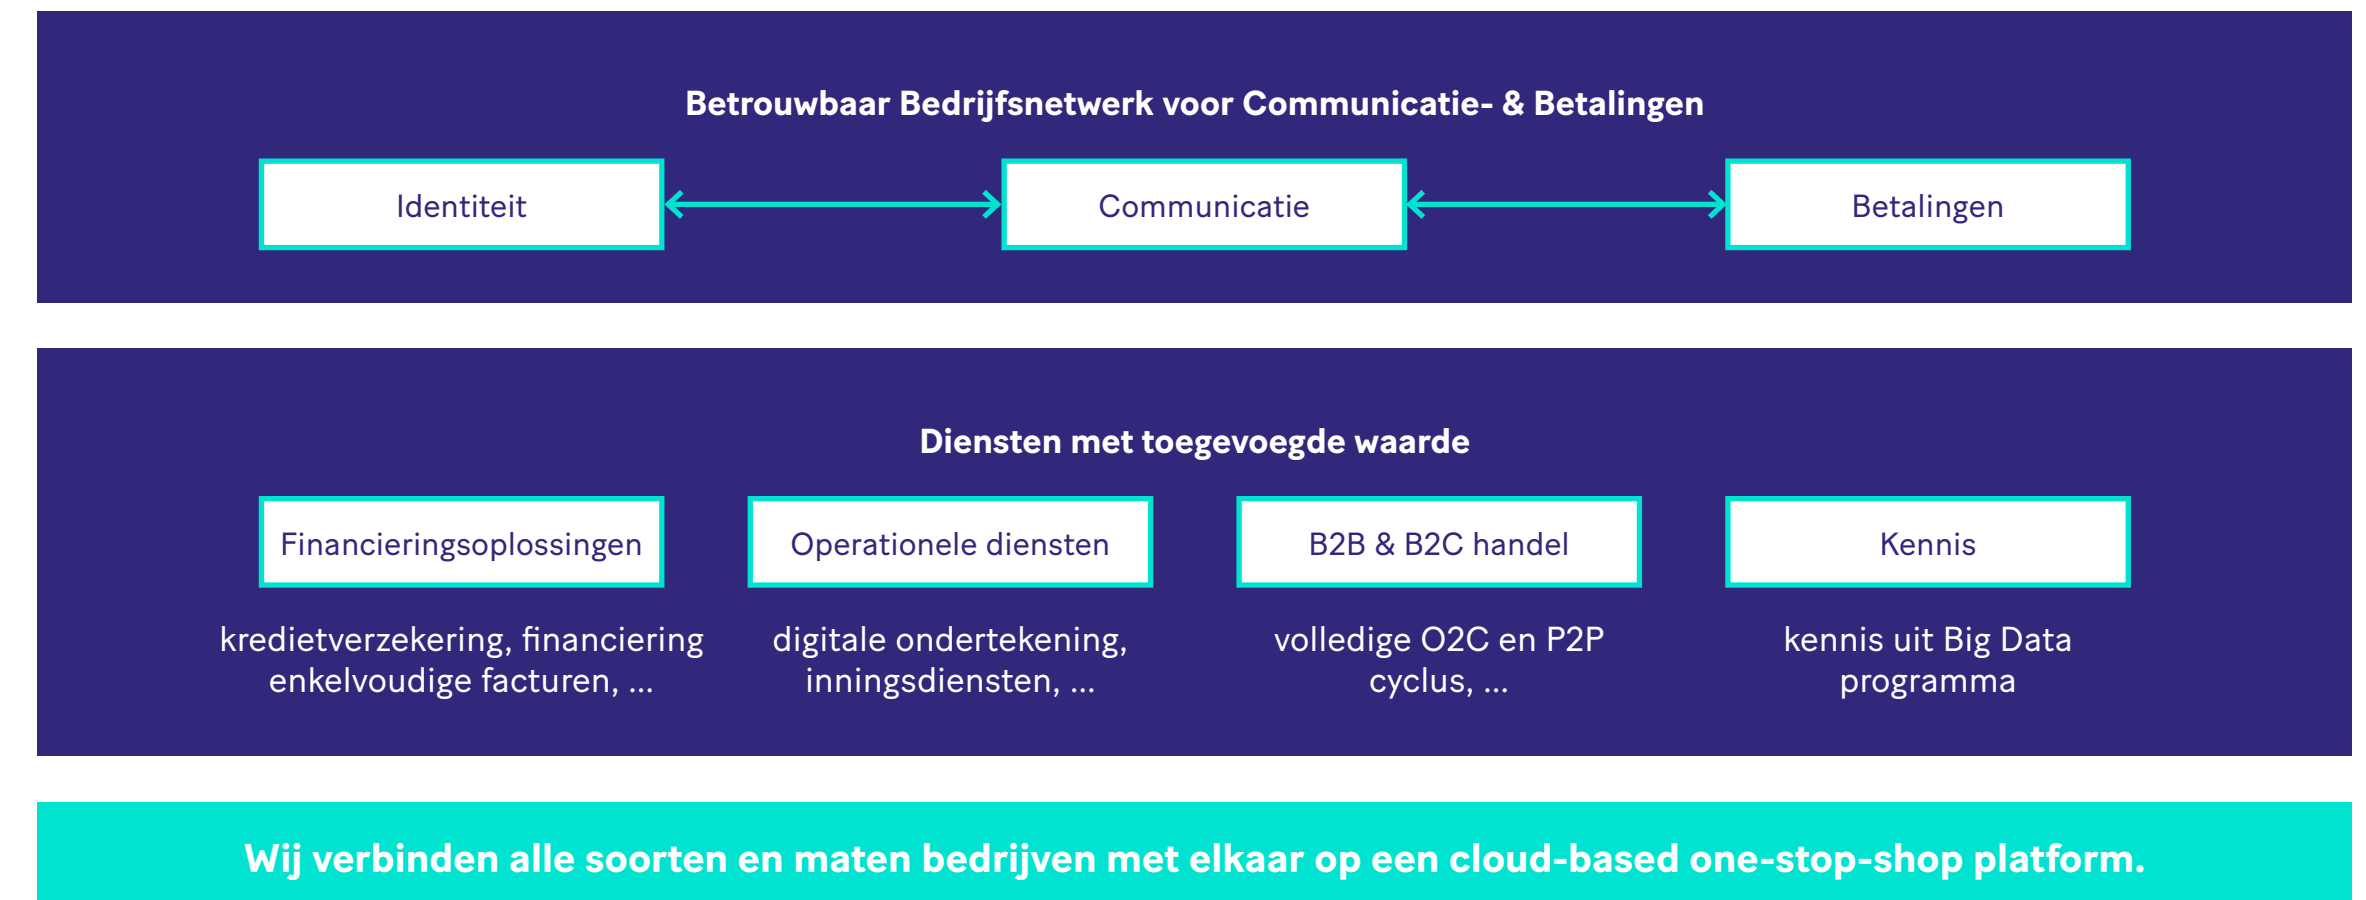 Betrouwbaar Bedrijfsnetwerk voor Communicatie- & Betalingen
Identiteit
Communicatie
Betalingen
Diensten met toegevoegde waarde
Financieringsoplossingen
Operationele diensten
B2B & B2C handel
Kennis
kredietverzekering, financiering
enkelvoudige facturen, ...
digitale ondertekening,
inningsdiensten, ...
volledige O2C en P2P
cyclus, ...
kennis uit Big Data
programma
Wij verbinden alle soorten en maten bedrijven met elkaar op een cloud-based one-stop-shop platform.